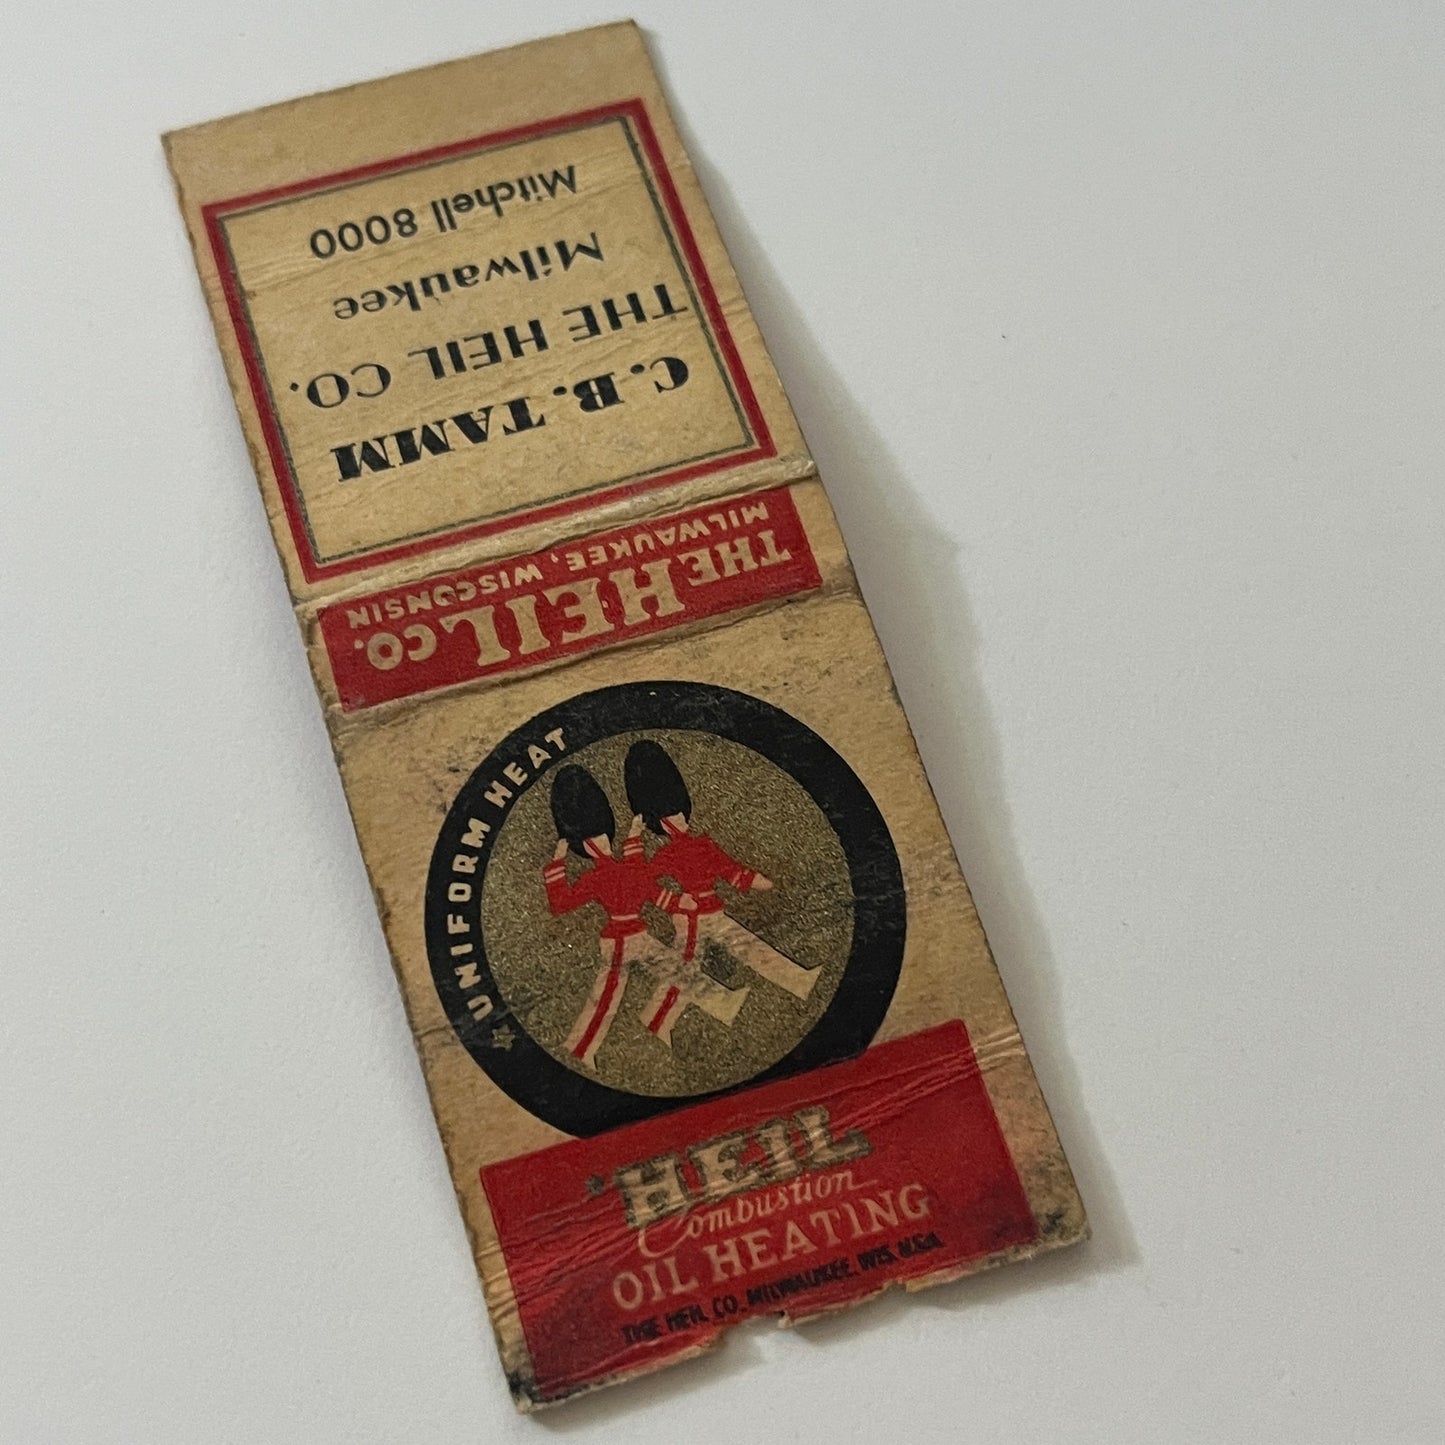 C.B. TAMM
THE HEIL CO.
Milwaukee
Mitchell 8000
THE HEIL CO.
MILWAUKEE, WISCONSIN
UNIFORM HEAT
HEIL
Combustion
OIL HEATING
THE HEIL CO. MILWAUKEE, WIS. U.S.A.